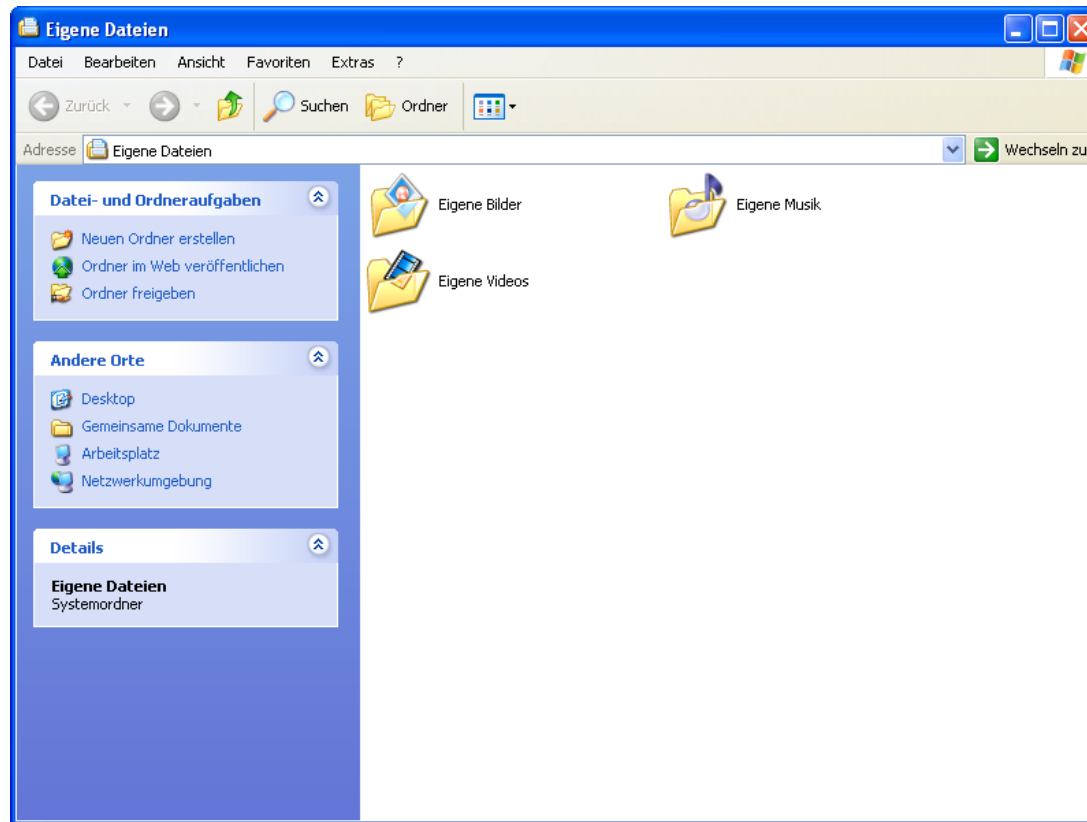 Eigene Dateien
Datei Bearbeiten Ansicht Favoriten Extras ?
Zurück Suchen Ordner
Adresse Eigene Dateien Wechseln zu
Datei- und Ordneraufgaben
Neuen Ordner erstellen
Ordner im Web veröffentlichen
Ordner freigeben
Andere Orte
Desktop
Gemeinsame Dokumente
Arbeitsplatz
Netzwerkumgebung
Details
Eigene Dateien
Systemordner
Eigene Bilder
Eigene Musik
Eigene Videos